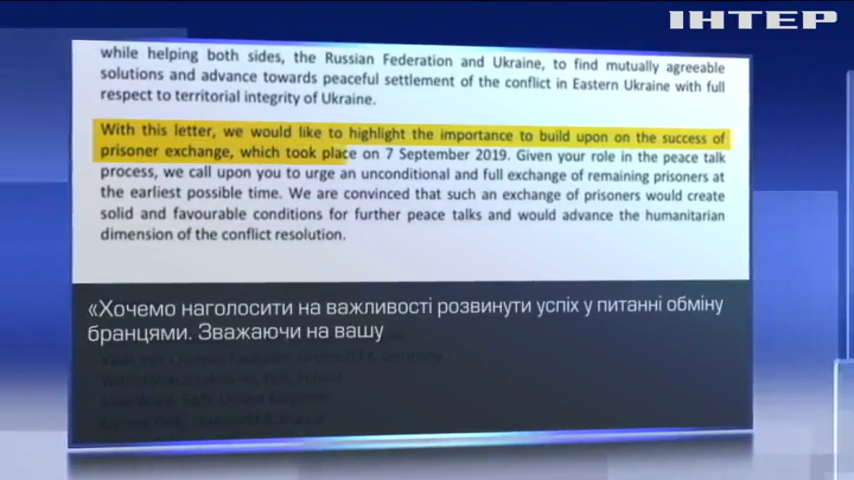 ІНТЕР
while helping both sides, the Russian Federation and Ukraine, to find mutually agreeable
solutions and advance towards peaceful settlement of the conflict in Eastern Ukraine with full
respect to territorial integrity of Ukraine.
With this letter, we would like to highlight the importance to build upon on the success of
prisoner exchange, which took place on 7 September 2019. Given your role in the peace talk
process, we call upon you to urge an unconditional and full exchange of remaining prisoners at
the earliest possible time. We are convinced that such an exchange of prisoners would create
solid and favourable conditions for further peace talks and would advance the humanitarian
dimension of the conflict resolution.
«Хочемо наголосити на важливості розвинути успіх у питанні обміну
бранцями. Зважаючи на вашу